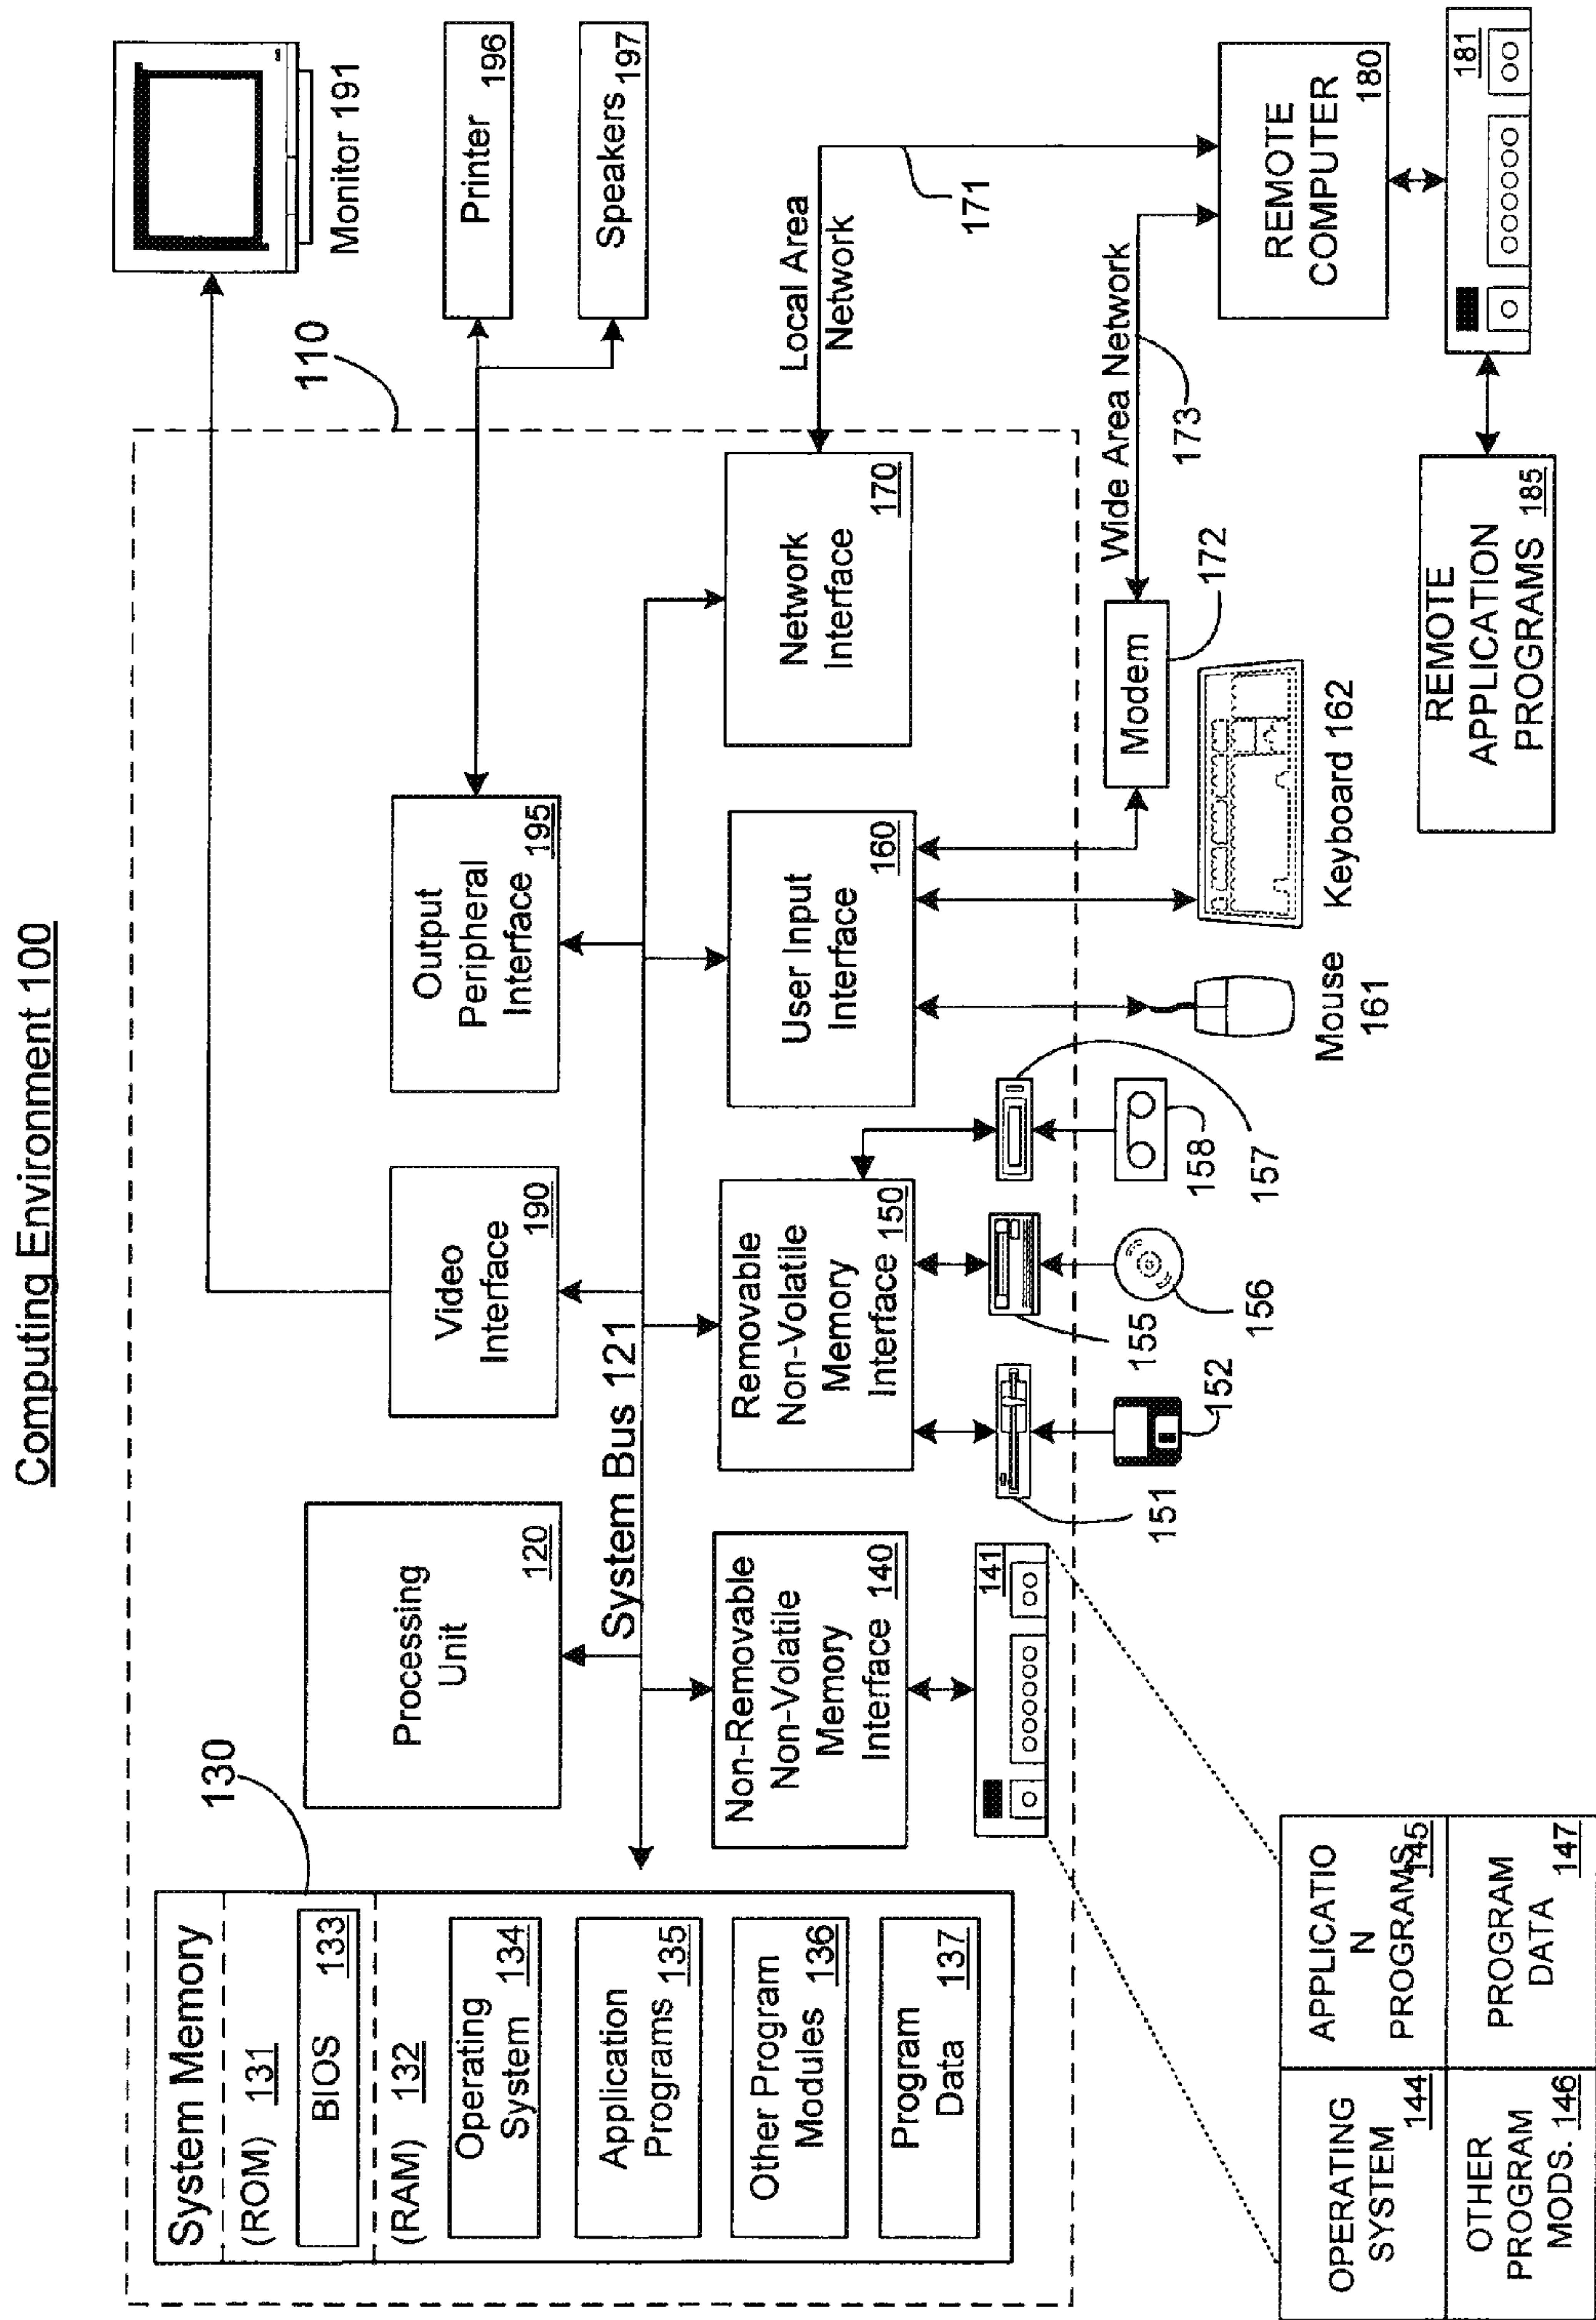 Computing Environment 100
System Memory
(ROM) 131
BIOS 133
(RAM) 132
Operating
System 134
Application
Programs 135
Other Program
Modules 136
Program
Data 137
130
Processing
Unit
120
Video
Interface
190
Output
Peripheral
Interface 195
110
Monitor 191
Printer
196
Speakers 197
System Bus 121
Non-Removable
Non-Volatile
Memory
Interface 140
Removable
Non-Volatile
Memory
Interface 150
User Input
Interface
160
Network
Interface
170
Local Area
Network
171
141
151
152
155
156
157
158
Mouse
161
Keyboard 162
Modem
172
Wide Area Network
173
REMOTE
COMPUTER
180
181
REMOTE
APPLICATION
PROGRAMS 185
OPERATING
SYSTEM
144
APPLICATIO
N
PROGRAMS 145
OTHER
PROGRAM
MODS. 146
PROGRAM
DATA
147